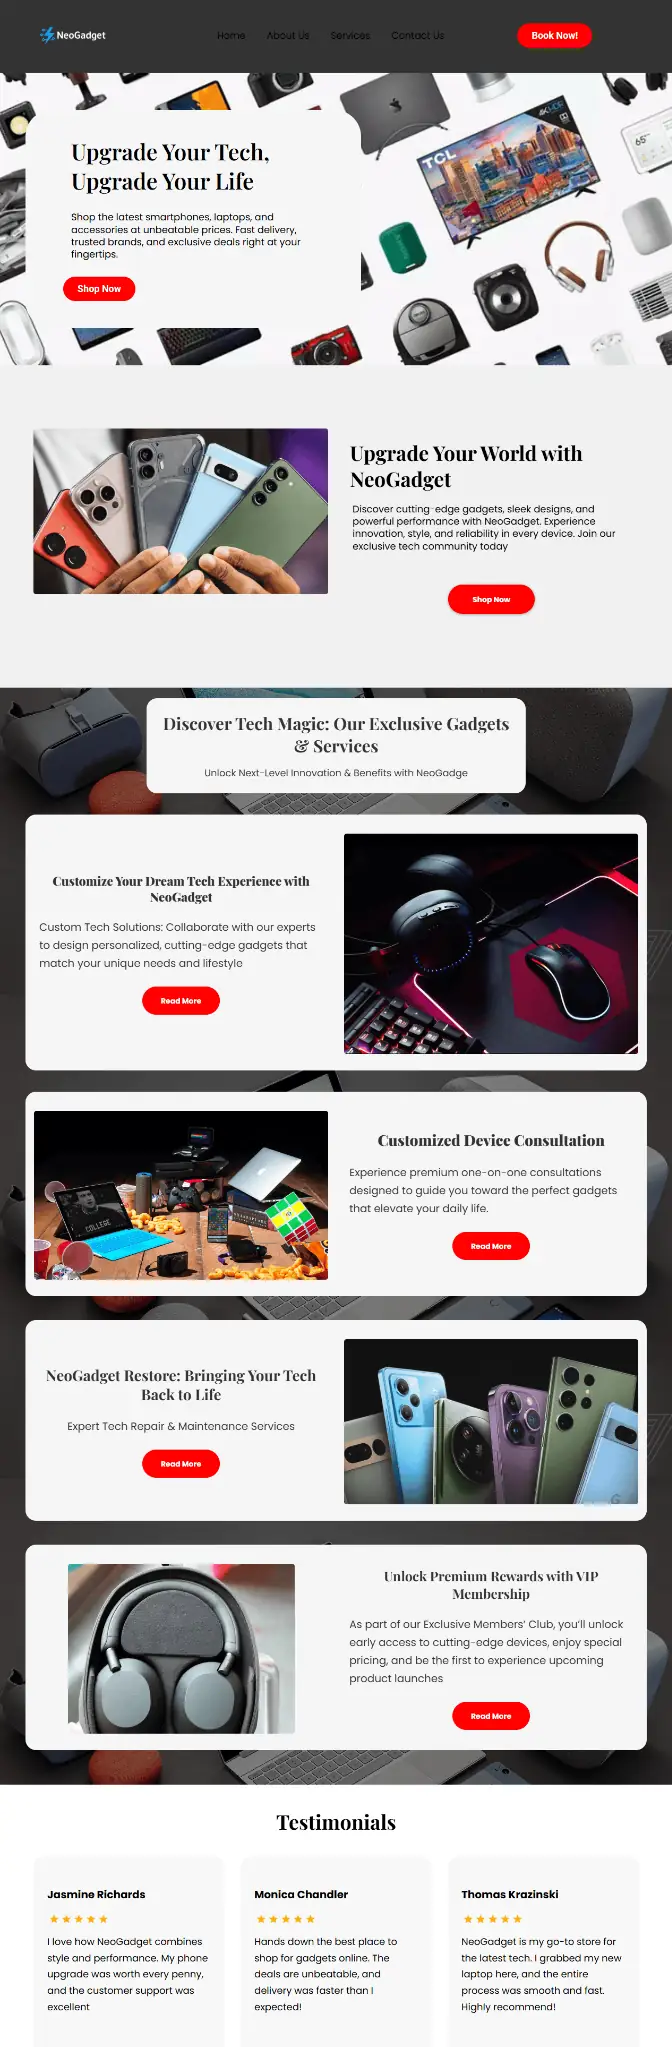 NeoGadget
Home About Us Services Contact Us
Book Now!
Upgrade Your Tech,
Upgrade Your Life
Shop the latest smartphones, laptops, and
accessories at unbeatable prices. Fast delivery,
trusted brands, and exclusive deals right at your
fingertips.
Shop Now
TCL
4K HDR
65°
Upgrade Your World with
NeoGadget
Discover cutting-edge gadgets, sleek designs, and
powerful performance with NeoGadget. Experience
innovation, style, and reliability in every device. Join our
exclusive tech community today
Shop Now
Discover Tech Magic: Our Exclusive Gadgets
& Services
Unlock Next-Level Innovation & Benefits with NeoGadge
Customize Your Dream Tech Experience with
NeoGadget
Custom Tech Solutions: Collaborate with our experts
to design personalized, cutting-edge gadgets that
match your unique needs and lifestyle
Read More
COLLEGE
Customized Device Consultation
Experience premium one-on-one consultations
designed to guide you toward the perfect gadgets
that elevate your daily life.
Read More
NeoGadget Restore: Bringing Your Tech
Back to Life
Expert Tech Repair & Maintenance Services
Read More
G
Unlock Premium Rewards with VIP
Membership
As part of our Exclusive Members' Club, you'll unlock
early access to cutting-edge devices, enjoy special
pricing, and be the first to experience upcoming
product launches
Read More
Testimonials
Jasmine Richards
I love how NeoGadget combines
style and performance. My phone
upgrade was worth every penny,
and the customer support was
excellent
Monica Chandler
Hands down the best place to
shop for gadgets online. The
deals are unbeatable, and
delivery was faster than I
expected!
Thomas Krazinski
NeoGadget is my go-to store for
the latest tech. I grabbed my new
laptop here, and the entire
process was smooth and fast.
Highly recommend!